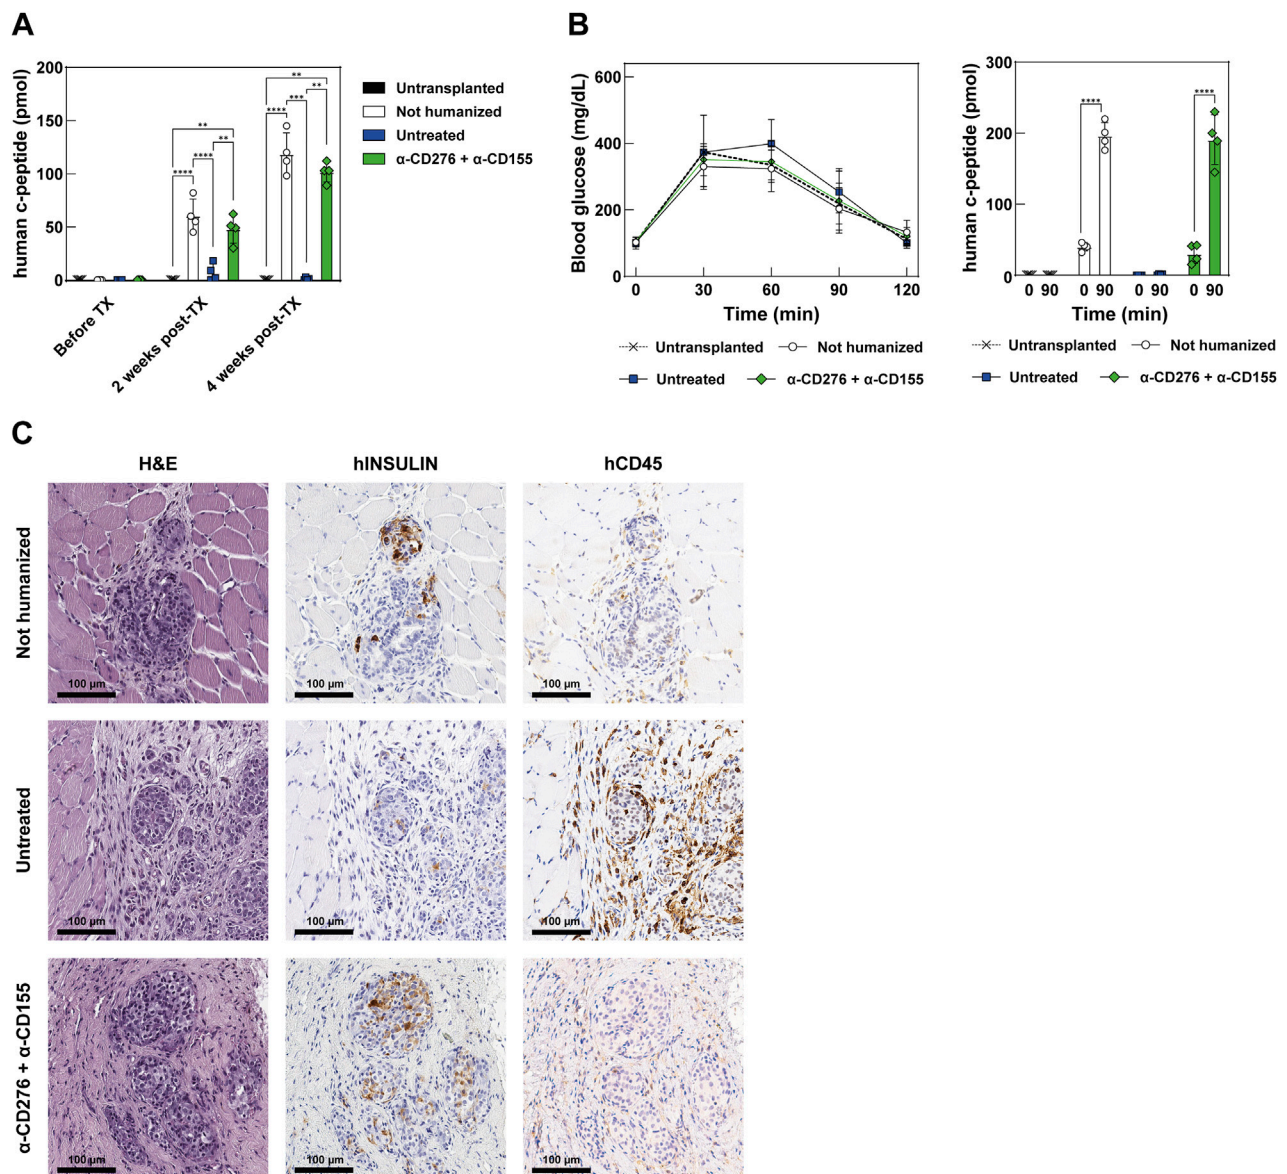 A
human c-peptide (pmol)
200
150
100
50
0
** ** **** **
**** *** ** **** ** **
Before TX
2 weeks post-TX
4 weeks post-TX
Untransplanted
Not humanized
Untreated
α-CD276 + α-CD155
B
Blood glucose (mg/dL)
600
400
200
0
0 30 60 90 120
Time (min)
Untransplanted Not humanized
Untreated α-CD276 + α-CD155
human c-peptide (pmol)
300
200
100
0
**** ****
0 90 0 90 0 90 0 90
Time (min)
Untransplanted Not humanized
Untreated α-CD276 + α-CD155
C
H&E hINSULIN hCD45
Not humanized
100 µm 100 µm 100 µm
Untreated
100 µm 100 µm 100 µm
α-CD276 + α-CD155
100 µm 100 µm 100 µm